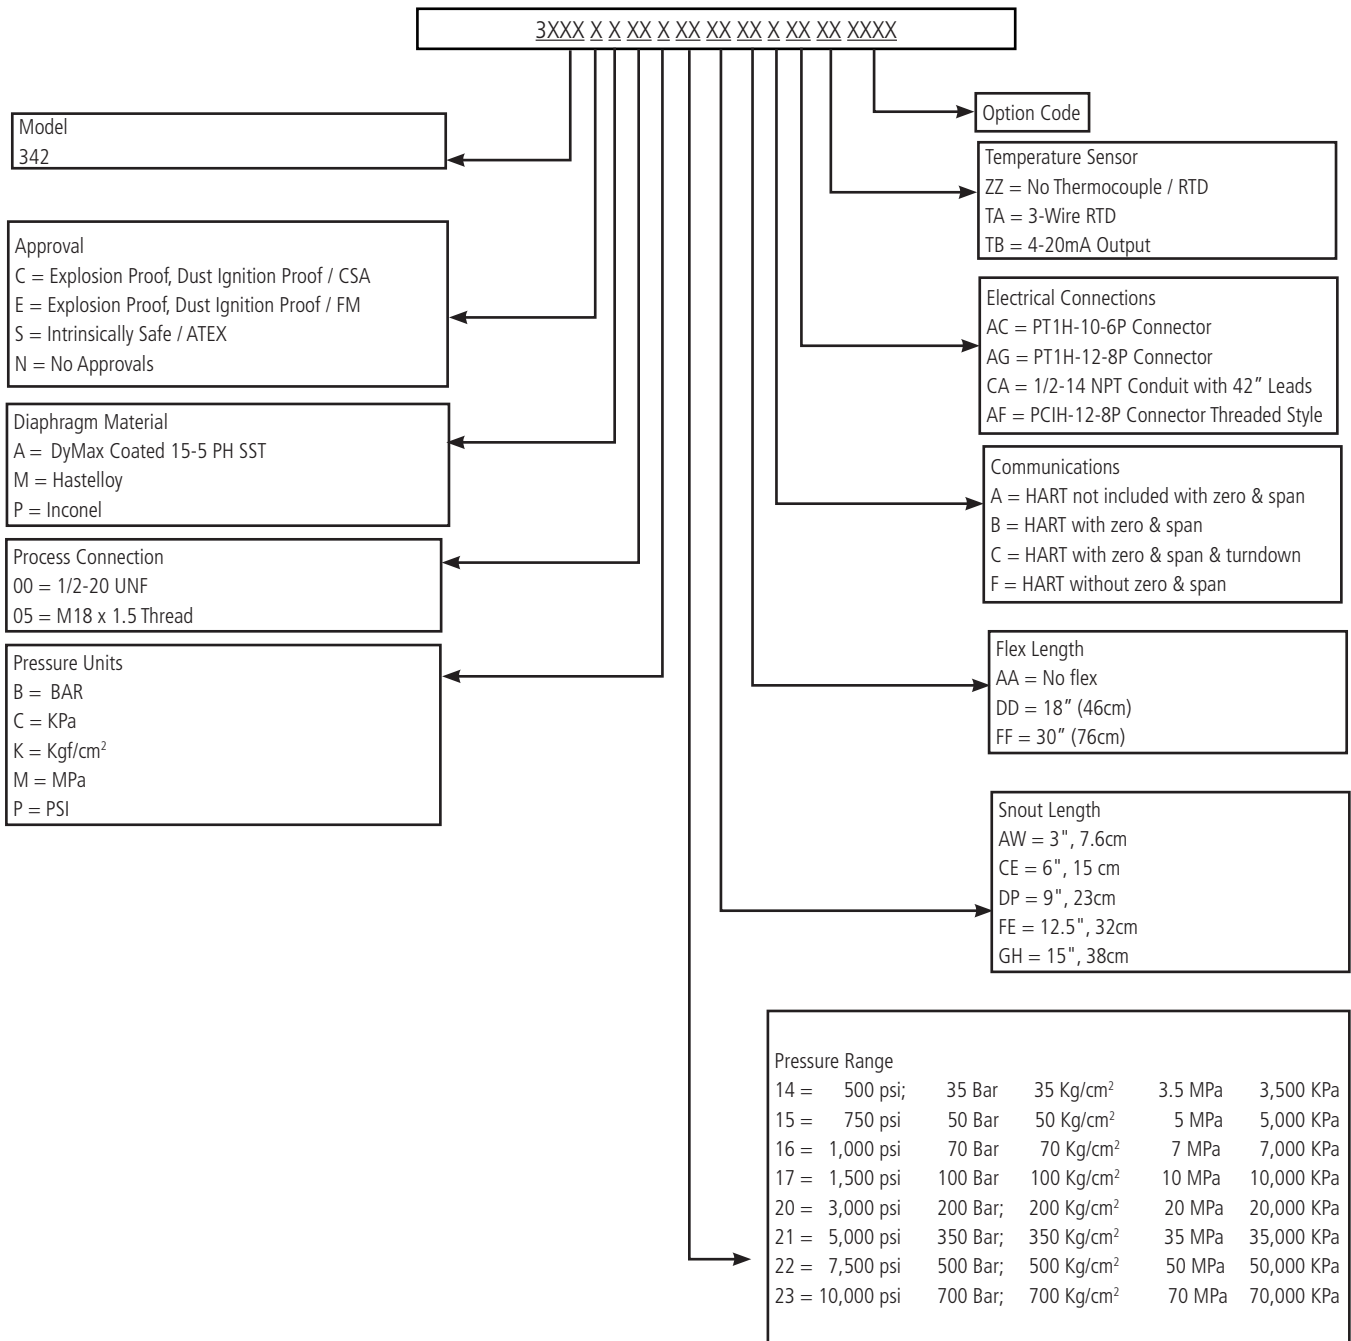 3XXX X X XX X XX XX XX X XX XX XXXX
Model
342
Approval
C = Explosion Proof, Dust Ignition Proof / CSA
E = Explosion Proof, Dust Ignition Proof / FM
S = Intrinsically Safe / ATEX
N = No Approvals
Diaphragm Material
A = DyMax Coated 15-5 PH SST
M = Hastelloy
P = Inconel
Process Connection
00 = 1/2-20 UNF
05 = M18 x 1.5 Thread
Pressure Units
B = BAR
C = KPa
K = Kgf/cm²
M = MPa
P = PSI
Option Code
Temperature Sensor
ZZ = No Thermocouple / RTD
TA = 3-Wire RTD
TB = 4-20mA Output
Electrical Connections
AC = PT1H-10-6P Connector
AG = PT1H-12-8P Connector
CA = 1/2-14 NPT Conduit with 42″ Leads
AF = PCIH-12-8P Connector Threaded Style
Communications
A = HART not included with zero & span
B = HART with zero & span
C = HART with zero & span & turndown
F = HART without zero & span
Flex Length
AA = No flex
DD = 18″ (46cm)
FF = 30″ (76cm)
Snout Length
AW = 3", 7.6cm
CE = 6", 15 cm
DP = 9", 23cm
FE = 12.5", 32cm
GH = 15", 38cm
Pressure Range
14 = 500 psi; 35 Bar 35 Kg/cm² 3.5 MPa 3,500 KPa
15 = 750 psi 50 Bar 50 Kg/cm² 5 MPa 5,000 KPa
16 = 1,000 psi 70 Bar 70 Kg/cm² 7 MPa 7,000 KPa
17 = 1,500 psi 100 Bar 100 Kg/cm² 10 MPa 10,000 KPa
20 = 3,000 psi 200 Bar; 200 Kg/cm² 20 MPa 20,000 KPa
21 = 5,000 psi 350 Bar; 350 Kg/cm² 35 MPa 35,000 KPa
22 = 7,500 psi 500 Bar; 500 Kg/cm² 50 MPa 50,000 KPa
23 = 10,000 psi 700 Bar; 700 Kg/cm² 70 MPa 70,000 KPa